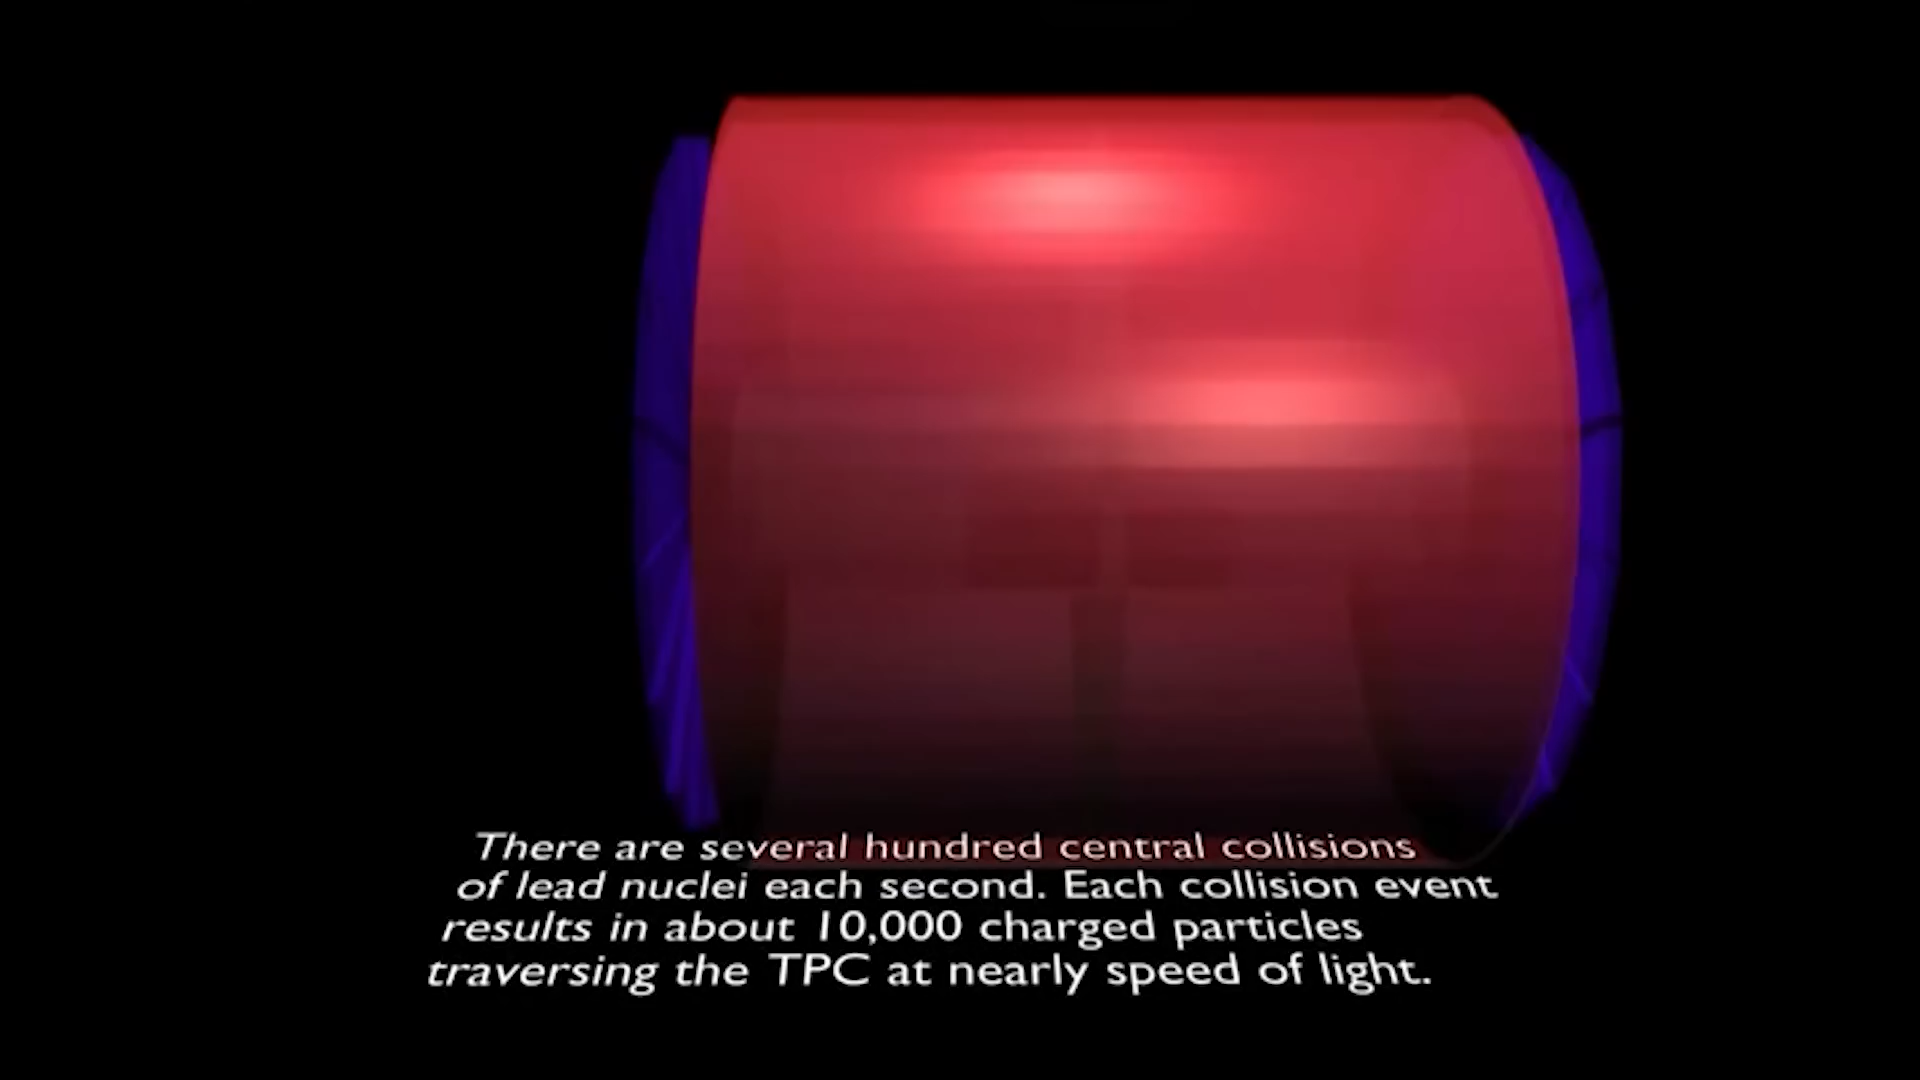 There are several hundred central collisions
of lead nuclei each second. Each collision event
results in about 10,000 charged particles
traversing the TPC at nearly speed of light.